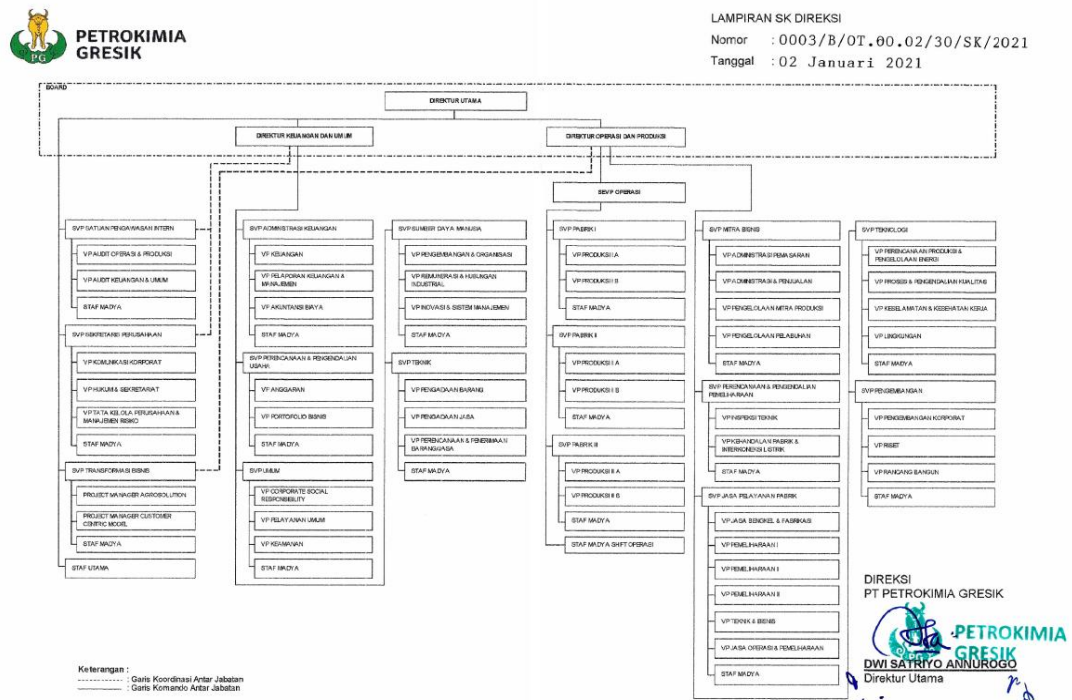 PETROKIMIA
GRESIK
PG
LAMPIRAN SK DIREKSI
Nomor : 0003/B/OT.00.02/30/SK/2021
Tanggal : 02 Januari 2021
BOARD
DIREKTUR UTAMA
DIREKTUR KEUANGAN DAN UMUM
DIREKTUR OPERASI DAN PRODUKSI
SEVP OPERASI
SVP SATUAN PENGAWASAN INTERN
VP AUDIT OPERASI & PRODUKSI
VP AUDIT KEUANGAN & UMUM
STAF MADYA
SVP SEKRETARIS PERUSAHAAN
VP KOMUNIKASI KORPORAT
VP HUKUM & SEKRETARIAT
VP TATA KELOLA PERUSAHAAN &
MANAJEMEN RISIKO
STAF MADYA
SVP TRANSFORMASI BISNIS
PROJECT MANAGER AGROSOLUTION
PROJECT MANAGER CUSTOMER
CENTRIC MODEL
STAF MADYA
STAF UTAMA
SVP ADMINISTRASI KEUANGAN
VP KEUANGAN
VP PELAPORAN KEUANGAN &
MANAJEMEN
VP AKUNTANSI BIAYA
STAF MADYA
SVP PERENCANAAN & PENGENDALIAN
USAHA
VP ANGGARAN
VP PORTOFOLIO BISNIS
STAF MADYA
SVP UMUM
VP CORPORATE SOCIAL
RESPONSIBILITY
VP PELAYANAN UMUM
VP KEAMANAN
STAF MADYA
SVP SUMBER DAYA MANUSIA
VP PENGEMBANGAN & ORGANISASI
VP REMUNERASI & HUBUNGAN
INDUSTRIAL
VP INOVASI & SISTEM MANAJEMEN
STAF MADYA
SVP TEKNIK
VP PENGADAAN BARANG
VP PENGADAAN JASA
VP PERENCANAAN & PENERIMAAN
BARANG/JASA
STAF MADYA
SVP PABRIK I
VP PRODUKSI I A
VP PRODUKSI I B
STAF MADYA
SVP PABRIK II
VP PRODUKSI II A
VP PRODUKSI II B
STAF MADYA
SVP PABRIK III
VP PRODUKSI III A
VP PRODUKSI III B
STAF MADYA
STAF MADYA SHIFT OPERASI
SVP MITRA BISNIS
VP ADMINISTRASI PEMASARAN
VP ADMINISTRASI & PENJUALAN
VP PENGELOLAAN MITRA PRODUKSI
VP PENGELOLAAN PELABUHAN
STAF MADYA
SVP PERENCANAAN & PENGENDALIAN
PEMELIHARAAN
VP INSPEKSI TEKNIK
VP KEHANDALAN PABRIK &
INTERKONEKSI LISTRIK
STAF MADYA
SVP JASA PELAYANAN PABRIK
VP JASA BENGKEL & FABRIKASI
VP PEMELIHARAAN I
VP PEMELIHARAAN II
VP PEMELIHARAAN III
VP TEKNIK & BISNIS
VP JASA OPERASI & PEMELIHARAAN
STAF MADYA
SVP TEKNOLOGI
VP PERENCANAAN PRODUKSI &
PENGELOLAAN ENERGI
VP PROSES & PENGENDALIAN KUALITAS
VP KESELAMATAN & KESEHATAN KERJA
VP LINGKUNGAN
STAF MADYA
SVP PENGEMBANGAN
VP PENGEMBANGAN KORPORAT
VP RISET
VP RANCANG BANGUN
STAF MADYA
Keterangan :
: Garis Koordinasi Antar Jabatan
: Garis Komando Antar Jabatan
DIREKSI
PT PETROKIMIA GRESIK
PETROKIMIA
GRESIK
DWI SATRIYO ANNUROGO
Direktur Utama